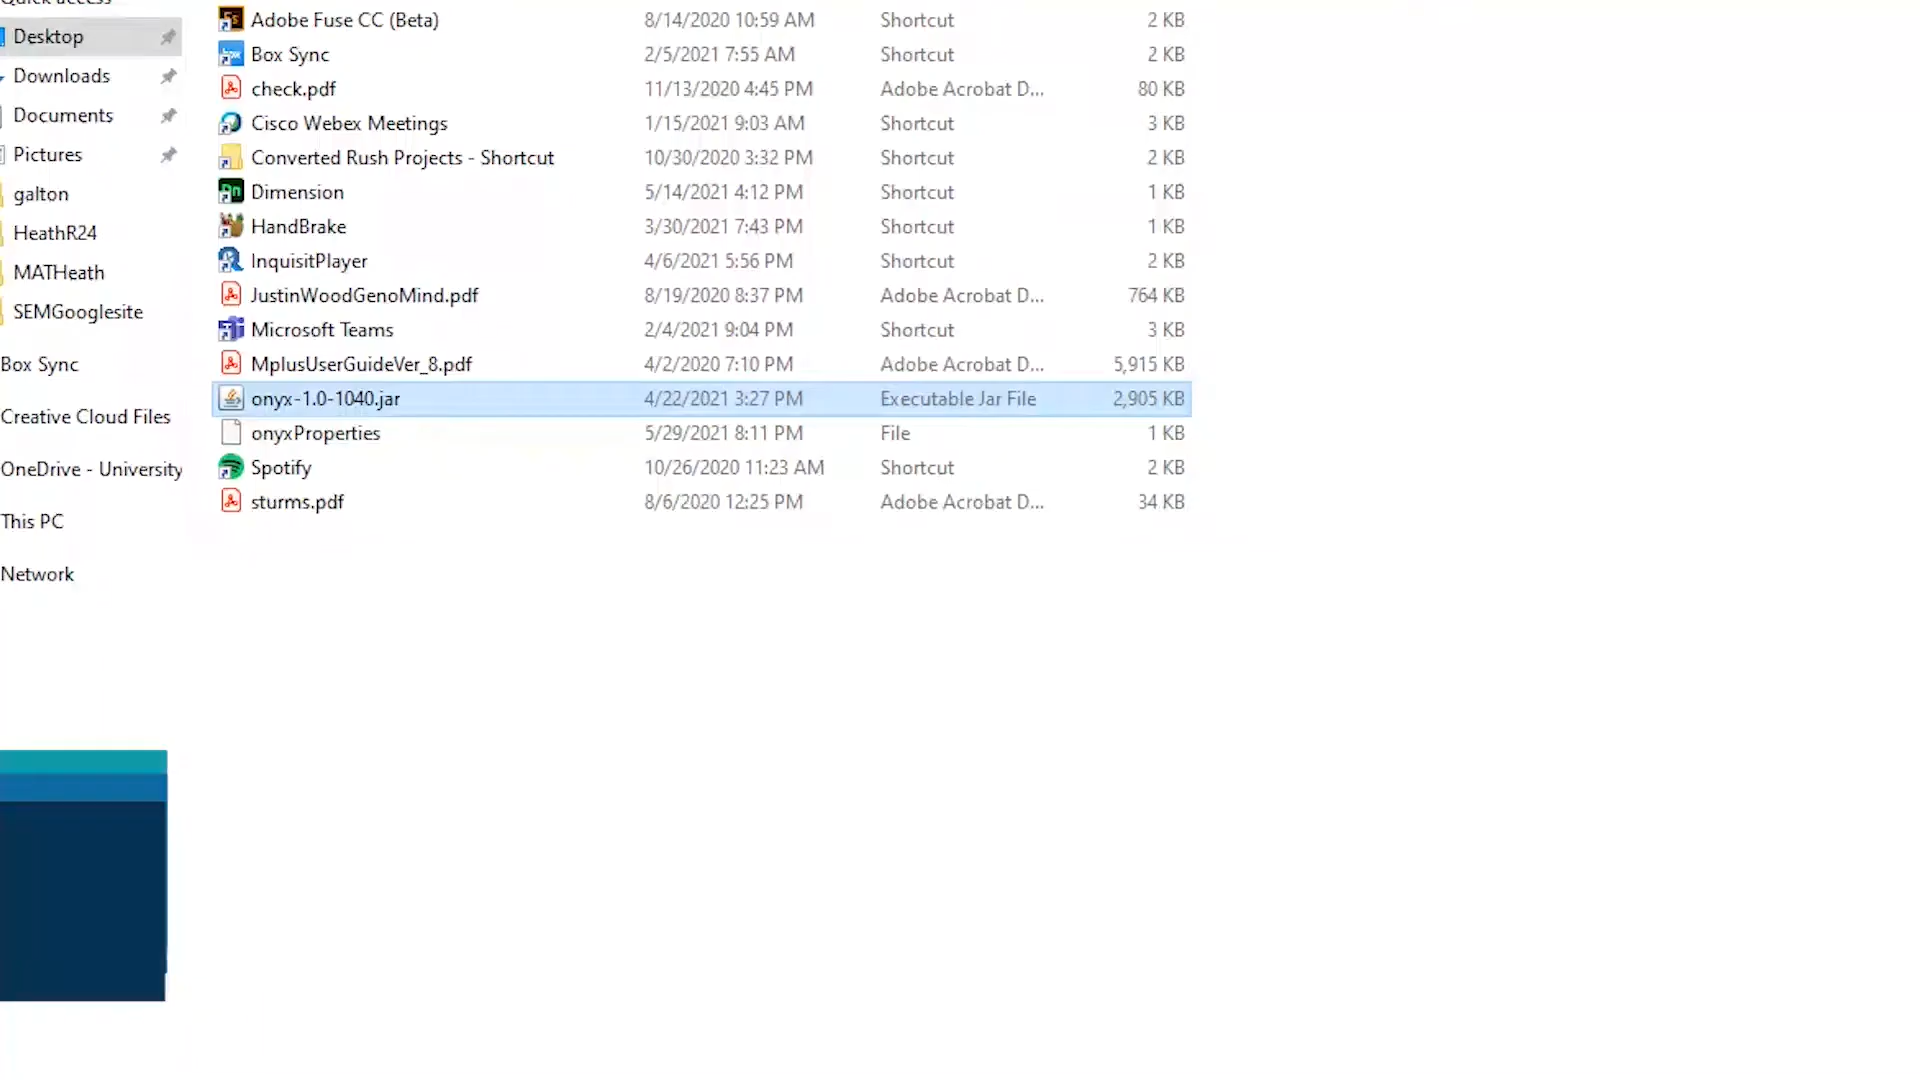 Quick access
Desktop
Downloads
Documents
Pictures
galton
HeathR24
MATHeath
SEMGooglesite
Box Sync
Creative Cloud Files
OneDrive - University
This PC
Network
Adobe Fuse CC (Beta) 8/14/2020 10:59 AM Shortcut 2 KB
Box Sync 2/5/2021 7:55 AM Shortcut 2 KB
check.pdf 11/13/2020 4:45 PM Adobe Acrobat D... 80 KB
Cisco Webex Meetings 1/15/2021 9:03 AM Shortcut 3 KB
Converted Rush Projects - Shortcut 10/30/2020 3:32 PM Shortcut 2 KB
Dimension 5/14/2021 4:12 PM Shortcut 1 KB
HandBrake 3/30/2021 7:43 PM Shortcut 1 KB
InquisitPlayer 4/6/2021 5:56 PM Shortcut 2 KB
JustinWoodGenoMind.pdf 8/19/2020 8:37 PM Adobe Acrobat D... 764 KB
Microsoft Teams 2/4/2021 9:04 PM Shortcut 3 KB
MplusUserGuideVer_8.pdf 4/2/2020 7:10 PM Adobe Acrobat D... 5,915 KB
onyx-1.0-1040.jar 4/22/2021 3:27 PM Executable Jar File 2,905 KB
onyxProperties 5/29/2021 8:11 PM File 1 KB
Spotify 10/26/2020 11:23 AM Shortcut 2 KB
sturms.pdf 8/6/2020 12:25 PM Adobe Acrobat D... 34 KB